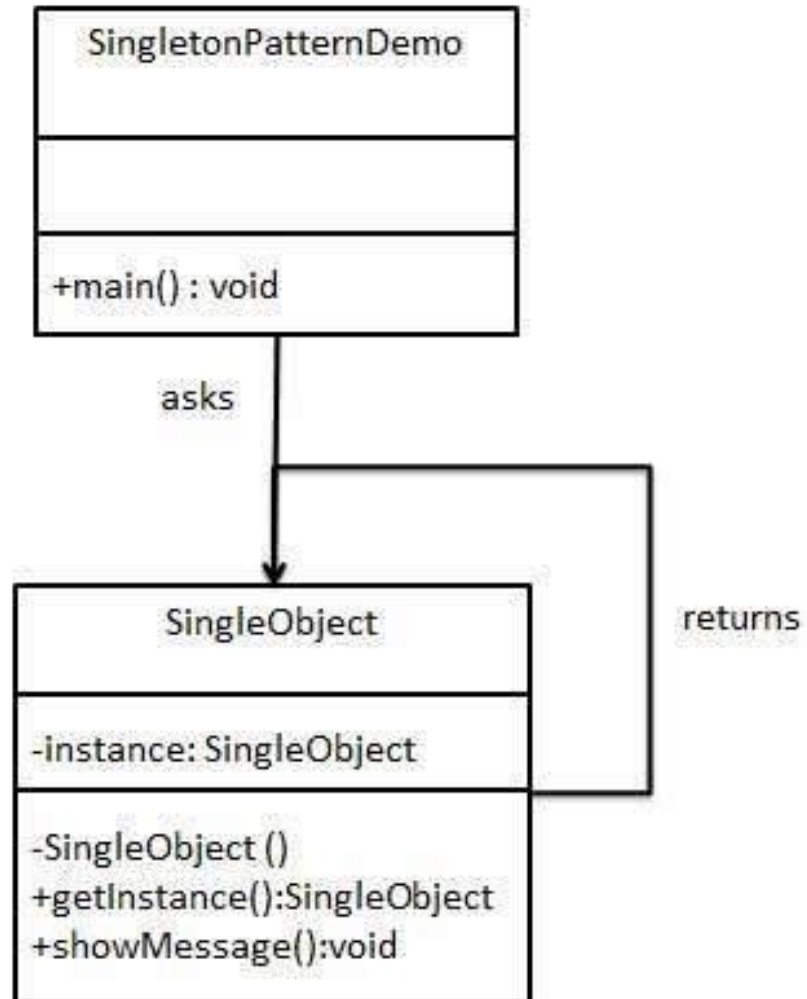 SingletonPatternDemo
+main() : void
asks
SingleObject
returns
-instance: SingleObject
-SingleObject ()
+getInstance():SingleObject
+showMessage():void